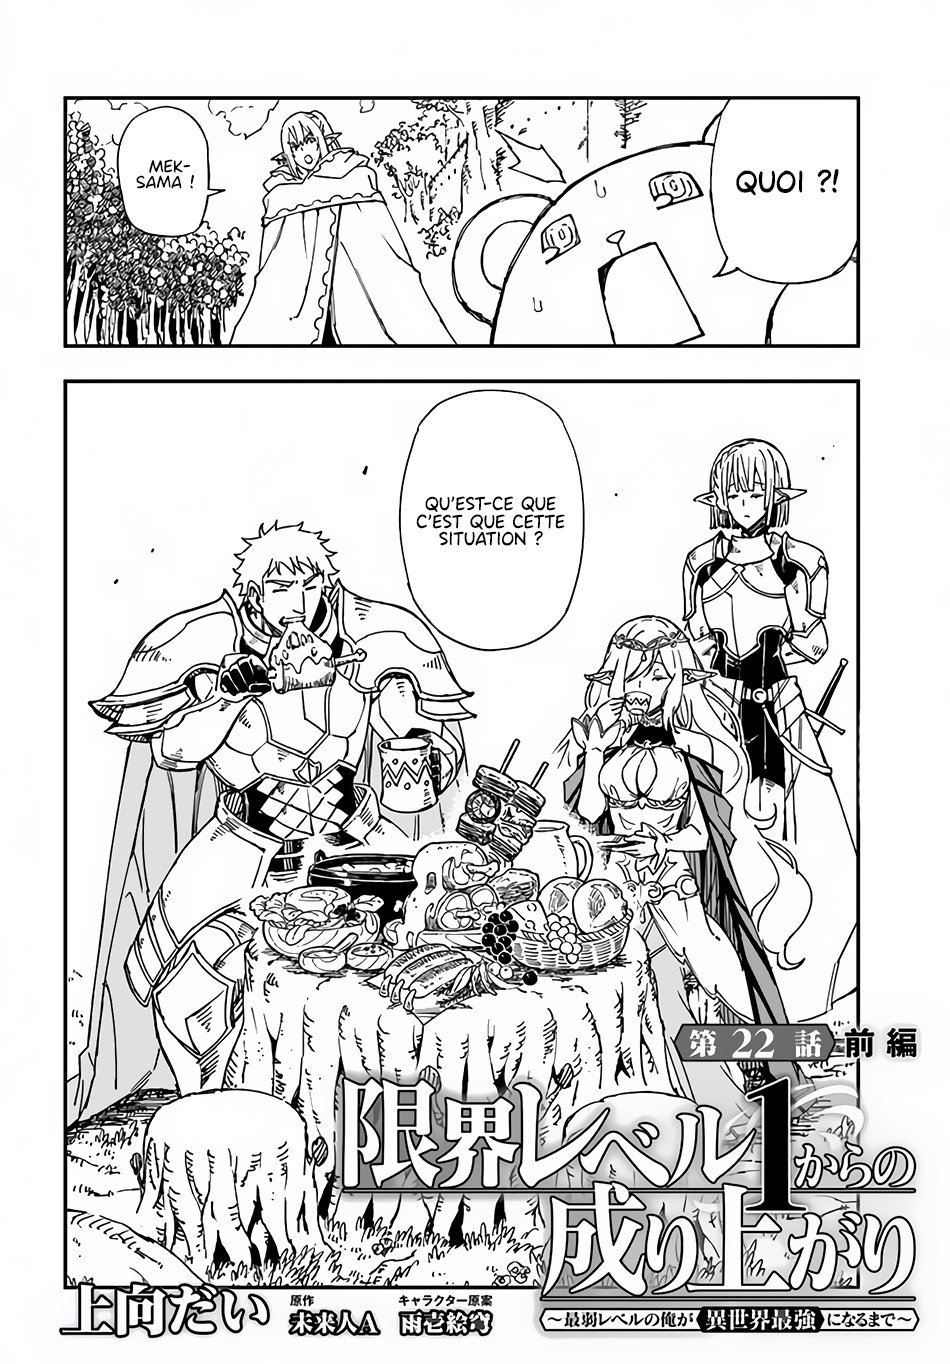 QUOI ?!
MEK-
SAMA !
QU'EST-CE QUE
C'EST QUE CETTE
SITUATION ?
第22話 前編
限界レベル1からの
成り上がり
～最弱レベルの俺が異世界最強になるまで～
上向だい
原作
未来人A
キャラクター原案
雨壱絵穹